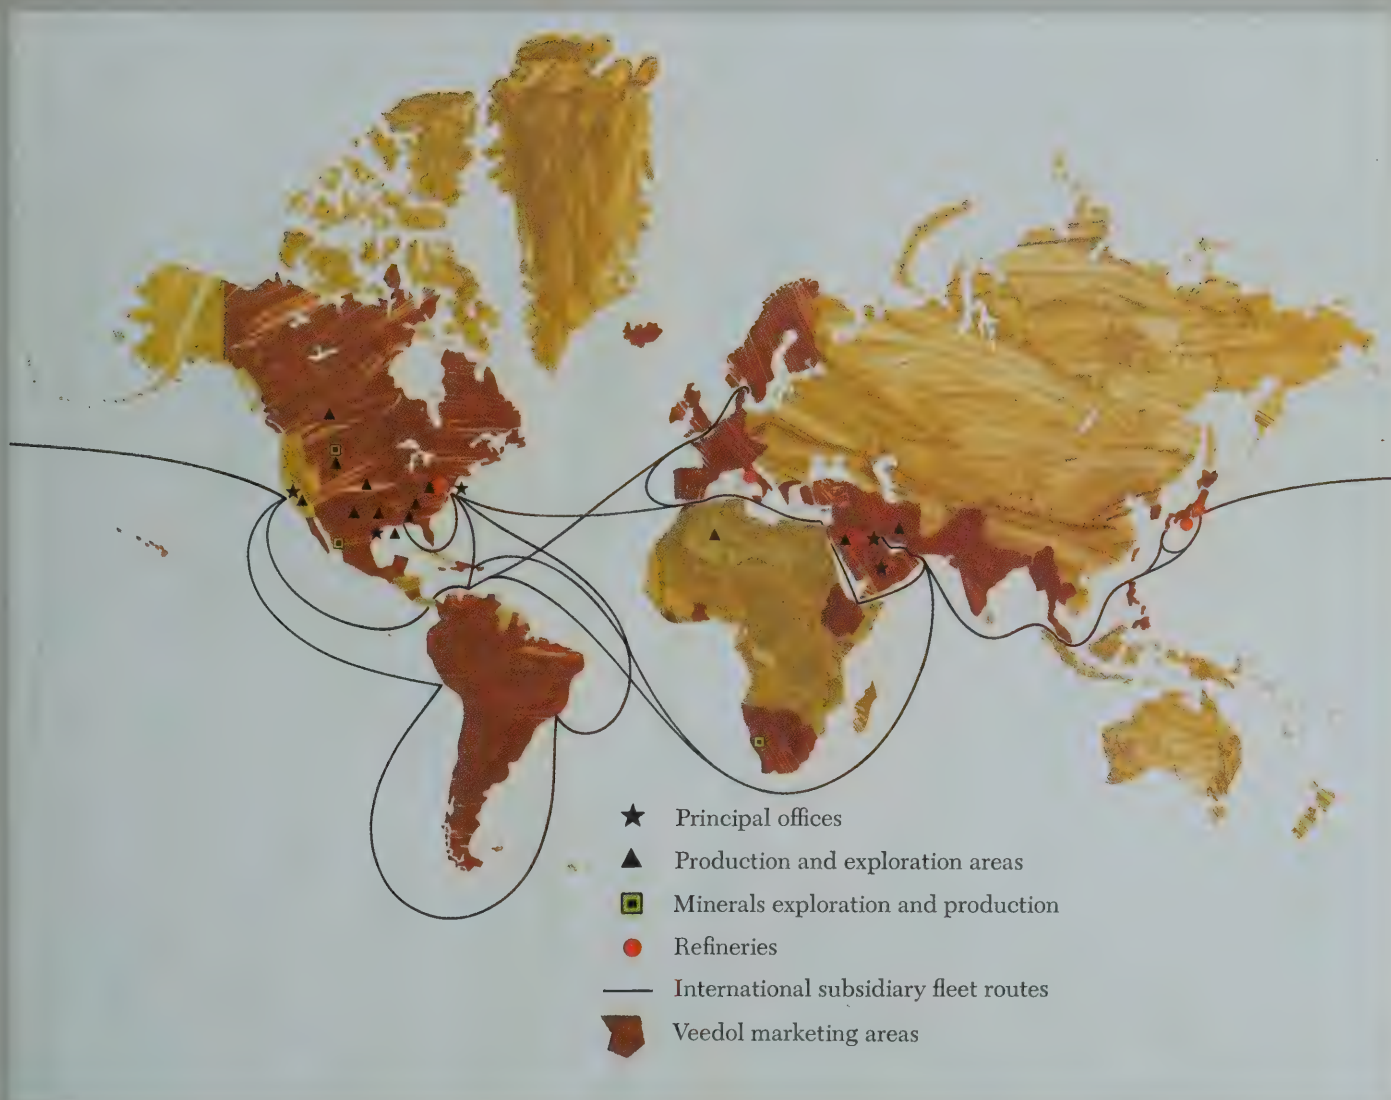 Principal offices
Production and exploration areas
Minerals exploration and production
Refineries
International subsidiary fleet routes
Veedol marketing areas